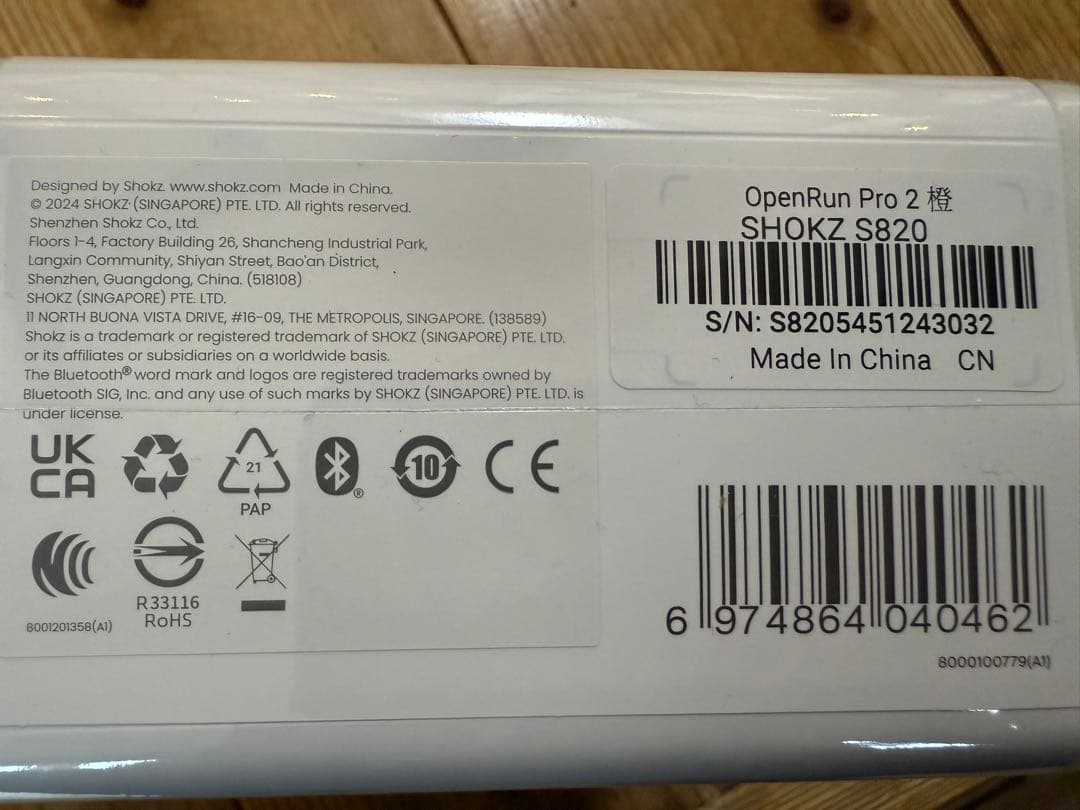 Designed by Shokz. www.shokz.com Made in China.
© 2024 SHOKZ (SINGAPORE) PTE. LTD. All rights reserved.
Shenzhen Shokz Co., Ltd.
Floors 1-4, Factory Building 26, Shancheng Industrial Park,
Langxin Community, Shiyan Street, Bao'an District,
Shenzhen, Guangdong, China. (518108)
SHOKZ (SINGAPORE) PTE. LTD.
11 NORTH BUONA VISTA DRIVE, #16-09, THE METROPOLIS, SINGAPORE. (138589)
Shokz is a trademark or registered trademark of SHOKZ (SINGAPORE) PTE. LTD.
or its affiliates or subsidiaries on a worldwide basis.
The Bluetooth® word mark and logos are registered trademarks owned by
Bluetooth SIG, Inc. and any use of such marks by SHOKZ (SINGAPORE) PTE. LTD. is
under license.
UK
CA
21
PAP
®
10
CE
R33116
RoHS
8001201358(A1)
OpenRun Pro 2 橙
SHOKZ S820
S/N: S8205451243032
Made In China CN
6 974864 040462
8000100779(A1)